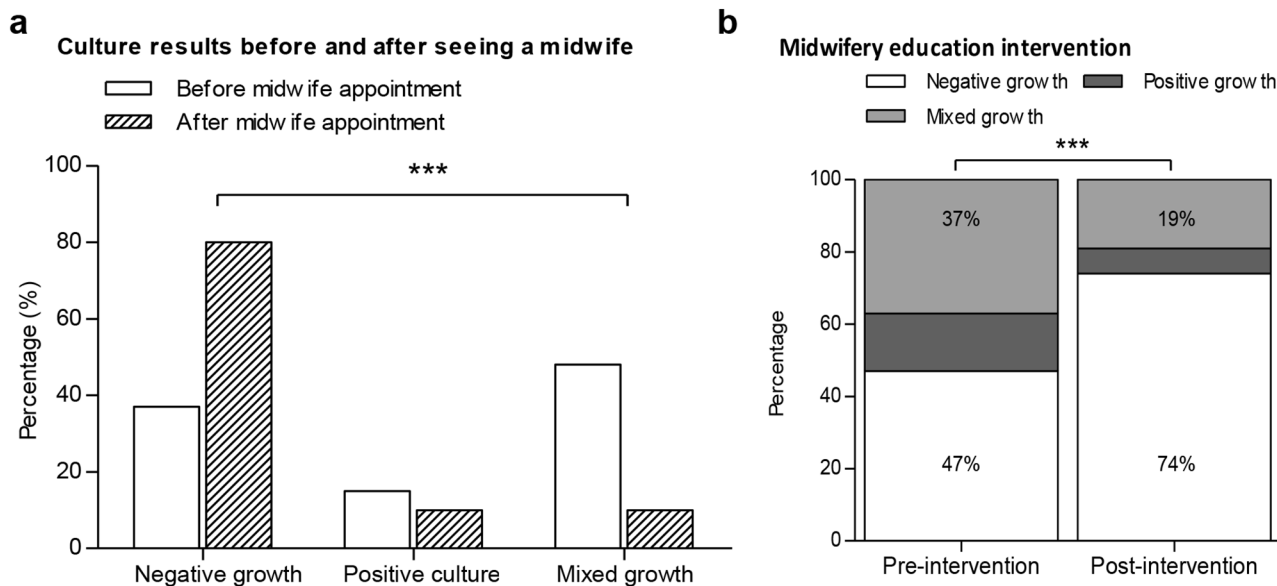 a
Culture results before and after seeing a midwife
Before midwife appointment
After midwife appointment
***
Percentage (%)
100
80
60
40
20
0
Negative growth
Positive culture
Mixed growth
b
Midwifery education intervention
Negative growth
Positive growth
Mixed growth
***
Percentage
100
80
60
40
20
0
37%
19%
47%
74%
Pre-intervention
Post-intervention